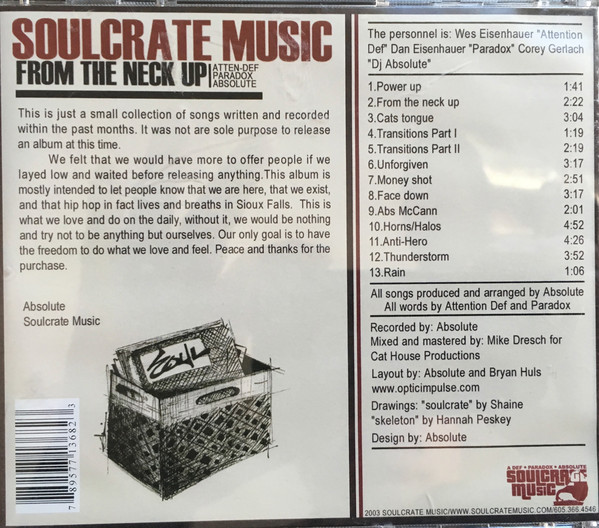 SOULCRATE MUSIC
FROM THE NECK UP
ATTEN-DEF
PARADOX
ABSOLUTE
This is just a small collection of songs written and recorded
within the past months. It was not are sole purpose to release
an album at this time.
We felt that we would have more to offer people if we
layed low and waited before releasing anything.This album is
mostly intended to let people know that we are here, that we exist,
and that hip hop in fact lives and breaths in Sioux Falls. This is
what we love and do on the daily, without it, we would be nothing
and try not to be anything but ourselves. Our only goal is to have
the freedom to do what we love and feel. Peace and thanks for the
purchase.
Absolute
Soulcrate Music
Soul
7 89577 13682 3
The personnel is: Wes Eisenhauer "Attention
Def" Dan Eisenhauer "Paradox" Corey Gerlach
"Dj Absolute"
1.Power up 1:41
2.From the neck up 2:22
3.Cats tongue 3:04
4.Transitions Part I 1:19
5.Transitions Part II 2:19
6.Unforgiven 3:17
7.Money shot 2:51
8.Face down 3:17
9.Abs McCann 2:01
10.Horns/Halos 4:52
11.Anti-Hero 4:26
12.Thunderstorm 3:52
13.Rain 1:06
All songs produced and arranged by Absolute
All words by Attention Def and Paradox
Recorded by: Absolute
Mixed and mastered by: Mike Dresch for
Cat House Productions
Layout by: Absolute and Bryan Huls
www.opticimpulse.com
Drawings: "soulcrate" by Shaine
"skeleton" by Hannah Peskey
Design by: Absolute
A DEF + PARADOX + ABSOLUTE
SOULCRATE
MUSIC
2003 SOULCRATE MUSIC/WWW.SOULCRATEMUSIC.COM/605.366.4546